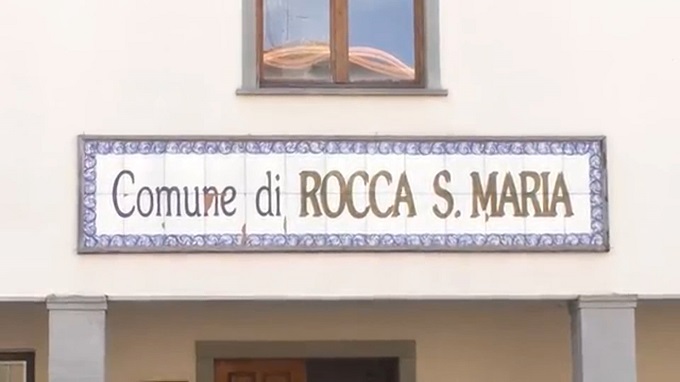 Comune di ROCCA S. MARIA